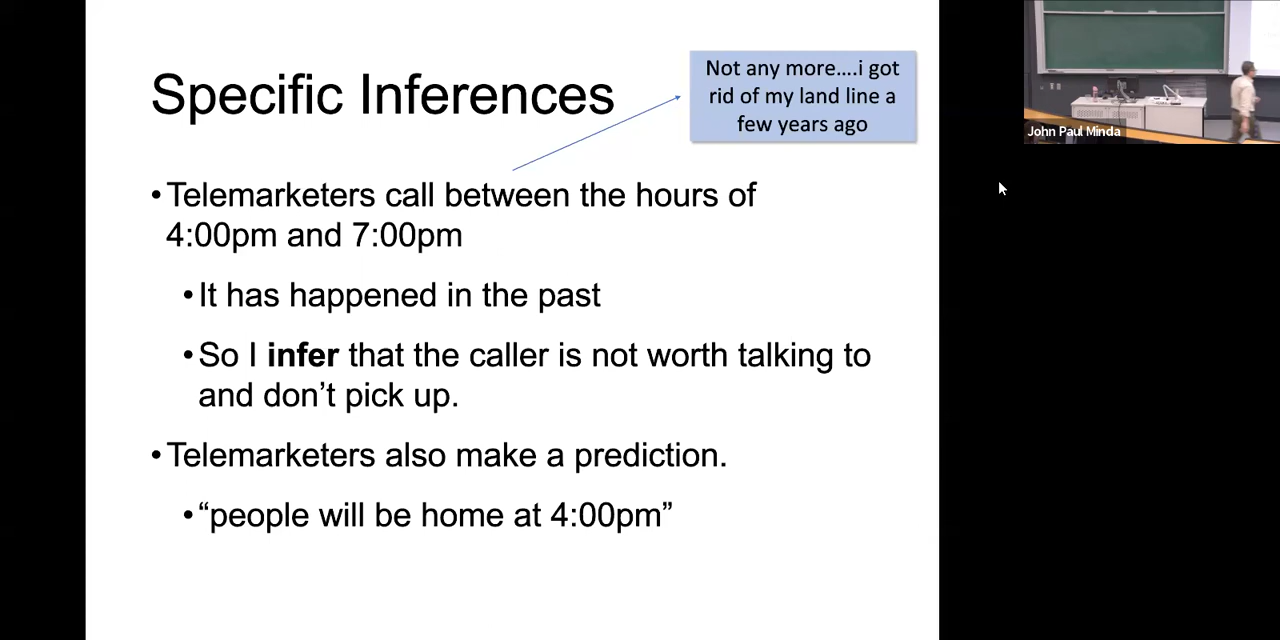 Specific Inferences
Not any more....i got
rid of my land line a
few years ago
•Telemarketers call between the hours of
4:00pm and 7:00pm
•It has happened in the past
•So I infer that the caller is not worth talking to
and don’t pick up.
•Telemarketers also make a prediction.
•“people will be home at 4:00pm”
John Paul Minda